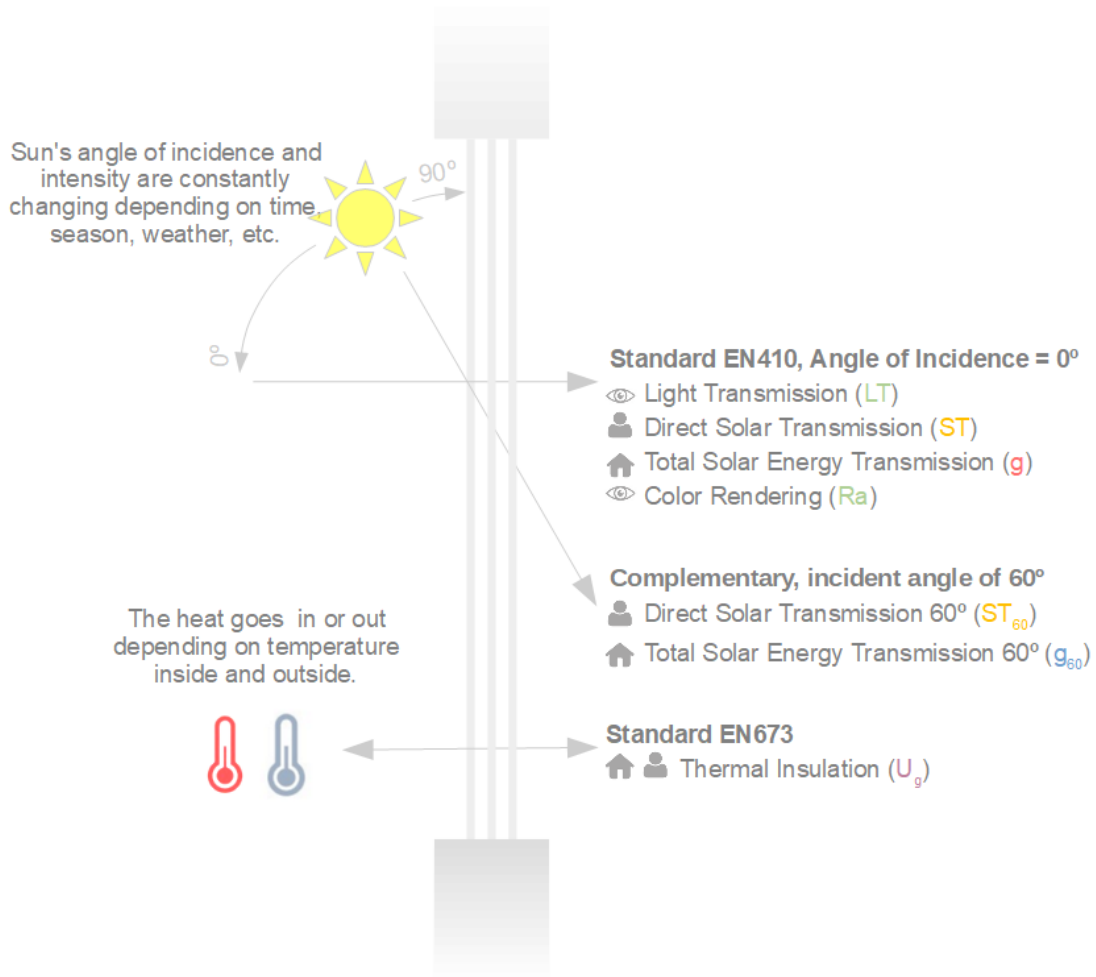 Sun's angle of incidence and
intensity are constantly
changing depending on time,
season, weather, etc.
90º
0º
Standard EN410, Angle of Incidence = 0º
Light Transmission (LT)
Direct Solar Transmission (ST)
Total Solar Energy Transmission (g)
Color Rendering (Ra)
Complementary, incident angle of 60º
Direct Solar Transmission 60º (ST60)
Total Solar Energy Transmission 60º (g60)
The heat goes  in or out
depending on temperature
inside and outside.
Standard EN673
Thermal Insulation (Ug)